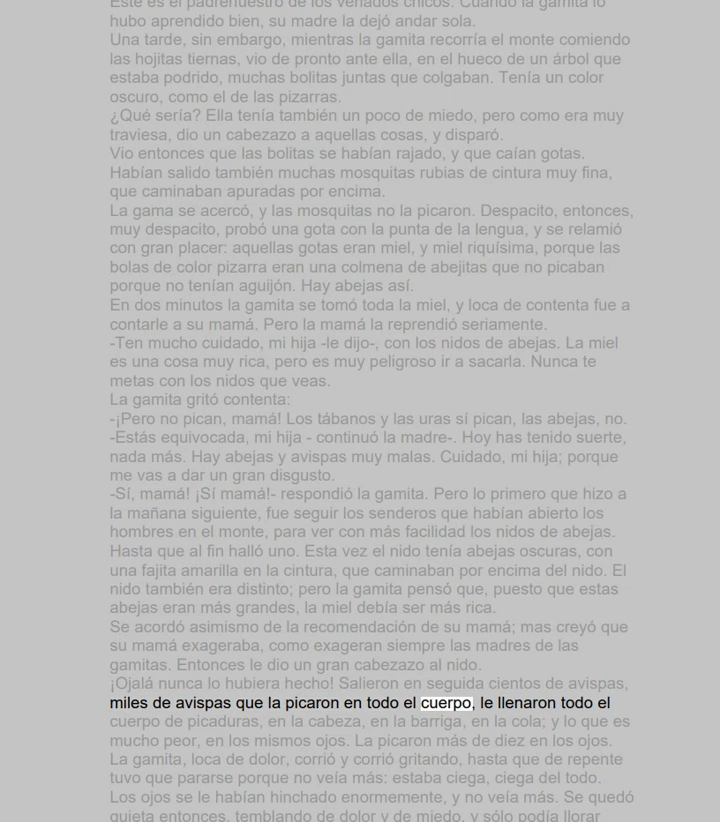 Este es el padrenuestro de los venados chicos. Cuando la gamita lo
hubo aprendido bien, su madre la dejó andar sola.
Una tarde, sin embargo, mientras la gamita recorría el monte comiendo
las hojitas tiernas, vio de pronto ante ella, en el hueco de un árbol que
estaba podrido, muchas bolitas juntas que colgaban. Tenía un color
oscuro, como el de las pizarras.
¿Qué sería? Ella tenía también un poco de miedo, pero como era muy
traviesa, dio un cabezazo a aquellas cosas, y disparó.
Vio entonces que las bolitas se habían rajado, y que caían gotas.
Habían salido también muchas mosquitas rubias de cintura muy fina,
que caminaban apuradas por encima.
La gama se acercó, y las mosquitas no la picaron. Despacito, entonces,
muy despacito, probó una gota con la punta de la lengua, y se relamió
con gran placer: aquellas gotas eran miel, y miel riquísima, porque las
bolas de color pizarra eran una colmena de abejitas que no picaban
porque no tenían aguijón. Hay abejas así.
En dos minutos la gamita se tomó toda la miel, y loca de contenta fue a
contarle a su mamá. Pero la mamá la reprendió seriamente.
-Ten mucho cuidado, mi hija -le dijo-, con los nidos de abejas. La miel
es una cosa muy rica, pero es muy peligroso ir a sacarla. Nunca te
metas con los nidos que veas.
La gamita gritó contenta:
-¡Pero no pican, mamá! Los tábanos y las uras sí pican, las abejas, no.
-Estás equivocada, mi hija - continuó la madre-. Hoy has tenido suerte,
nada más. Hay abejas y avispas muy malas. Cuidado, mi hija; porque
me vas a dar un gran disgusto.
-Sí, mamá! ¡Sí mamá!- respondió la gamita. Pero lo primero que hizo a
la mañana siguiente, fue seguir los senderos que habían abierto los
hombres en el monte, para ver con más facilidad los nidos de abejas.
Hasta que al fin halló uno. Esta vez el nido tenía abejas oscuras, con
una fajita amarilla en la cintura, que caminaban por encima del nido. El
nido también era distinto; pero la gamita pensó que, puesto que estas
abejas eran más grandes, la miel debía ser más rica.
Se acordó asimismo de la recomendación de su mamá; mas creyó que
su mamá exageraba, como exageran siempre las madres de las
gamitas. Entonces le dio un gran cabezazo al nido.
¡Ojalá nunca lo hubiera hecho! Salieron en seguida cientos de avispas,
miles de avispas que la picaron en todo el cuerpo, le llenaron todo el
cuerpo de picaduras, en la cabeza, en la barriga, en la cola; y lo que es
mucho peor, en los mismos ojos. La picaron más de diez en los ojos.
La gamita, loca de dolor, corrió y corrió gritando, hasta que de repente
tuvo que pararse porque no veía más: estaba ciega, ciega del todo.
Los ojos se le habían hinchado enormemente, y no veía más. Se quedó
quieta entonces, temblando de dolor y de miedo, y sólo podía llorar